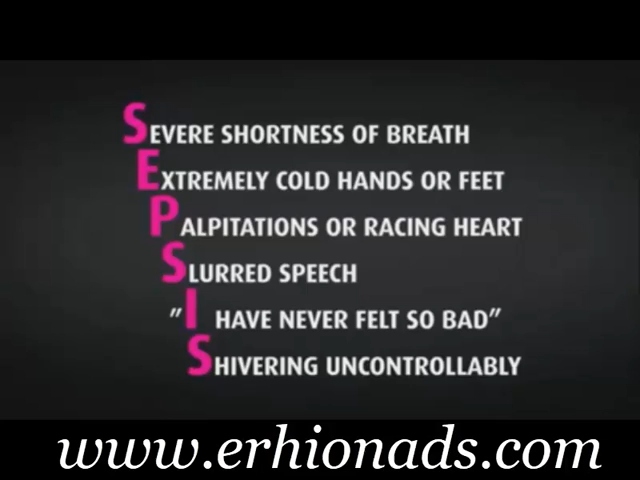 SEVERE SHORTNESS OF BREATH
EXTREMELY COLD HANDS OR FEET
PALPITATIONS OR RACING HEART
SLURRED SPEECH
"I HAVE NEVER FELT SO BAD"
SHIVERING UNCONTROLLABLY
www.erhionads.com